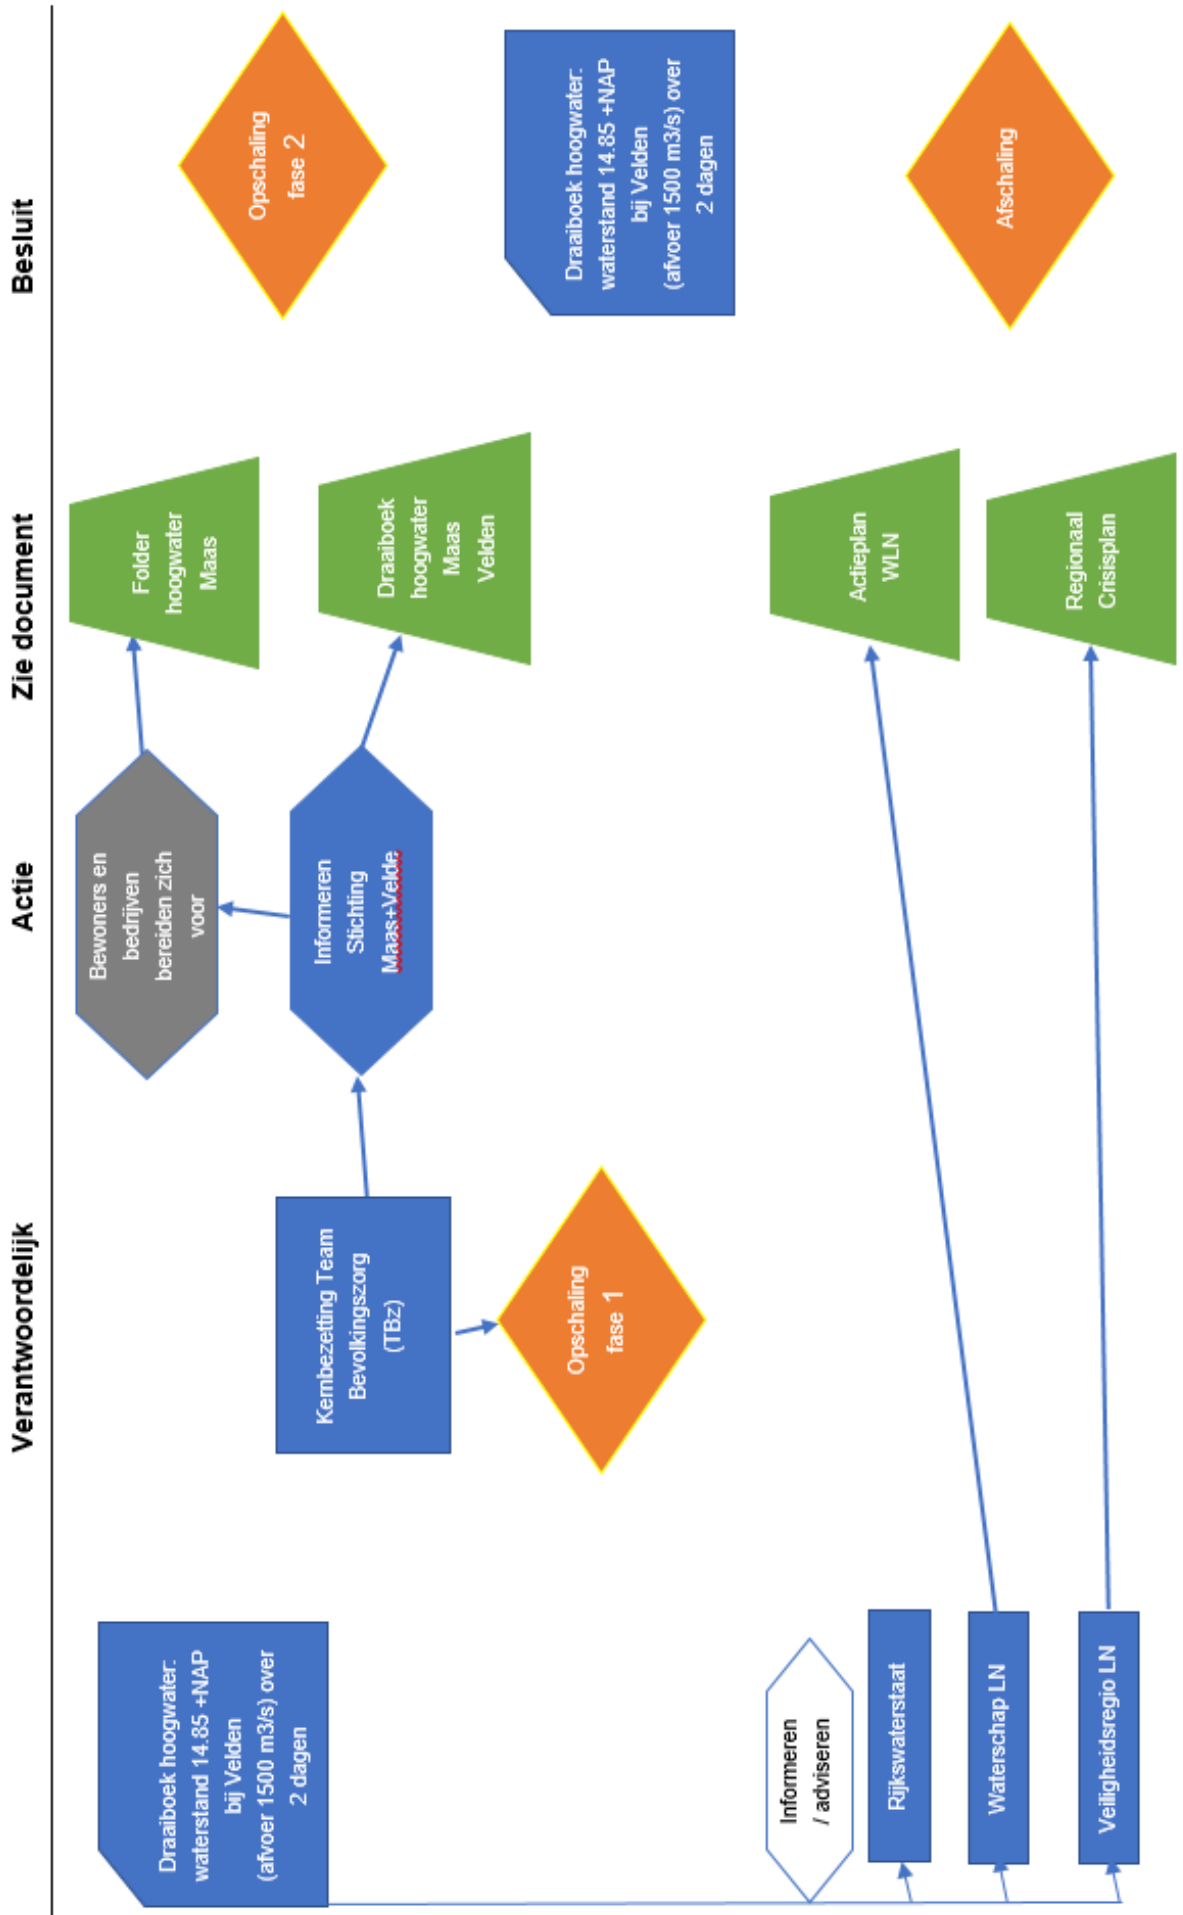 Verantwoordelijk
Actie
Zie document
Besluit
Draaiboek hoogwater:
waterstand 14.85 +NAP
bij Velden
(afvoer 1500 m3/s) over
2 dagen
Kernbezetting Team
Bevolkingszorg
(TBz)
Opschaling
fase 1
Bewoners en
bedrijven
bereiden zich
voor
Informeren
Stichting
Maas+Velde
Folder
hoogwater
Maas
Draaiboek
hoogwater
Maas
Velden
Opschaling
fase 2
Draaiboek hoogwater:
waterstand 14.85 +NAP
bij Velden
(afvoer 1500 m3/s) over
2 dagen
Informeren
/ adviseren
Rijkswaterstaat
Waterschap LN
Veiligheidsregio LN
Actieplan
WLN
Regionaal
Crisisplan
Afschaling